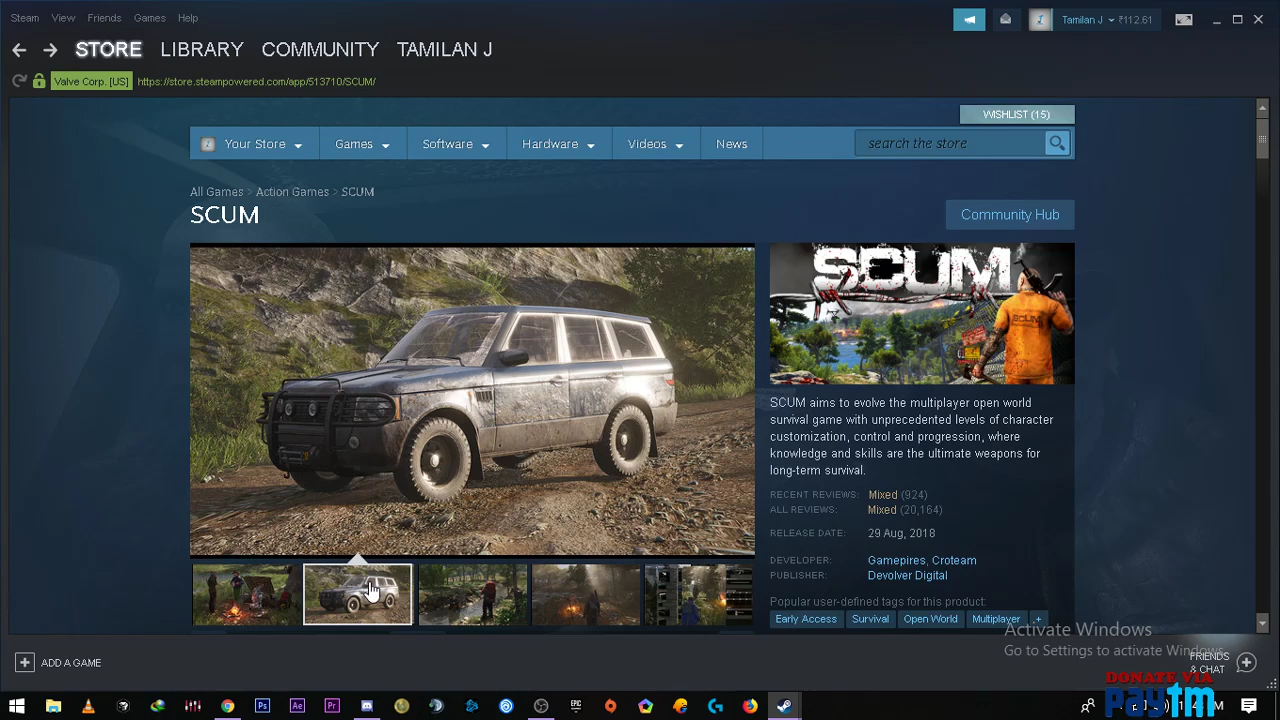 Steam View Friends Games Help
Tamilan J ₹112.61
STORE LIBRARY COMMUNITY TAMILAN J
Valve Corp. [US] https://store.steampowered.com/app/513710/SCUM/
WISHLIST (15)
Your Store Games Software Hardware Videos News search the store
All Games > Action Games > SCUM
SCUM
Community Hub
SCUM
SCUM
SCUM aims to evolve the multiplayer open world
survival game with unprecedented levels of character
customization, control and progression, where
knowledge and skills are the ultimate weapons for
long-term survival.
RECENT REVIEWS: Mixed (924)
ALL REVIEWS: Mixed (20,164)
RELEASE DATE: 29 Aug, 2018
DEVELOPER: Gamepires, Croteam
PUBLISHER: Devolver Digital
Popular user-defined tags for this product:
Early Access Survival Open World Multiplayer +
Activate Windows
Go to Settings to activate Windows.
ADD A GAME
FRIENDS
& CHAT
DONATE VIA
paytm
Ps Ae Pr EPIC